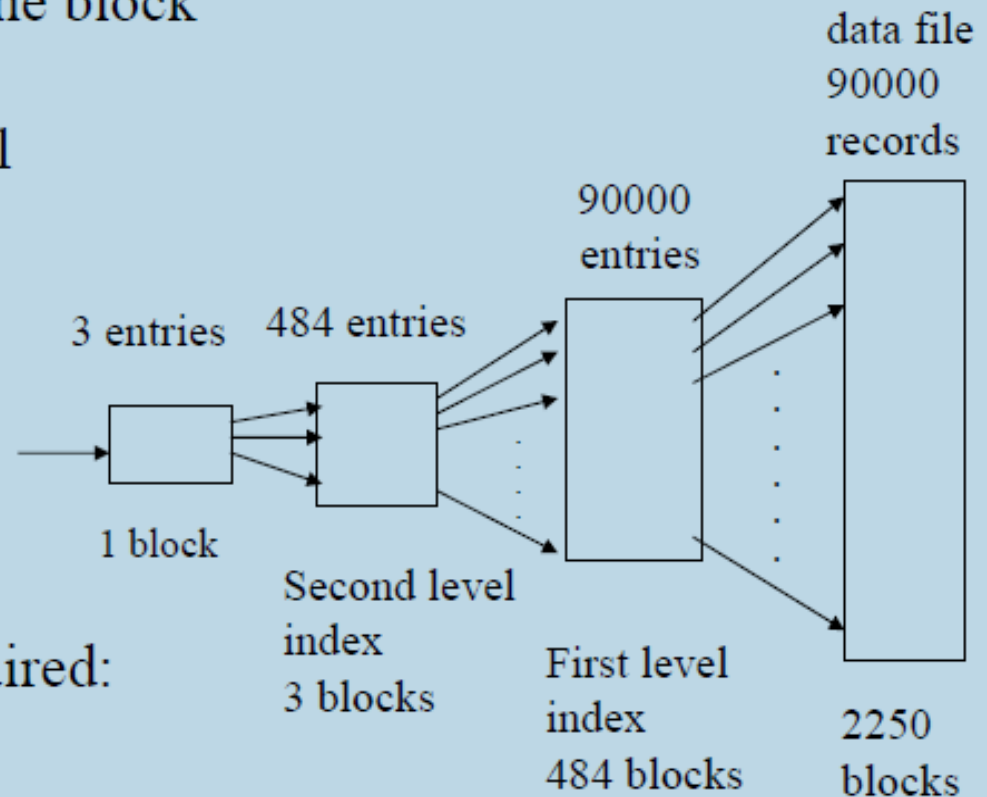 block
data file
90000
records
90000
entries
3 entries
484 entries
1 block
Second level
index
3 blocks
First level
index
484 blocks
2250
blocks